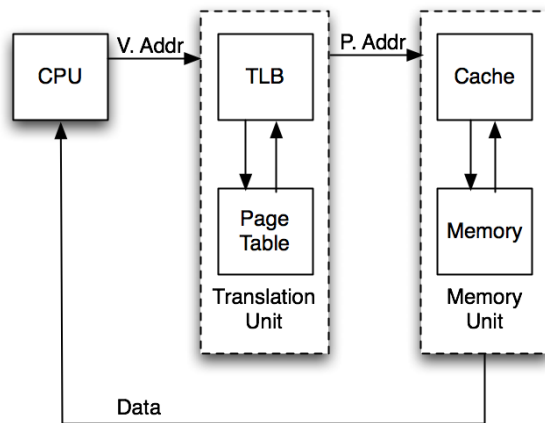 V. Addr
P. Addr
CPU
TLB
Cache
Page
Table
Memory
Translation
Unit
Memory
Unit
Data